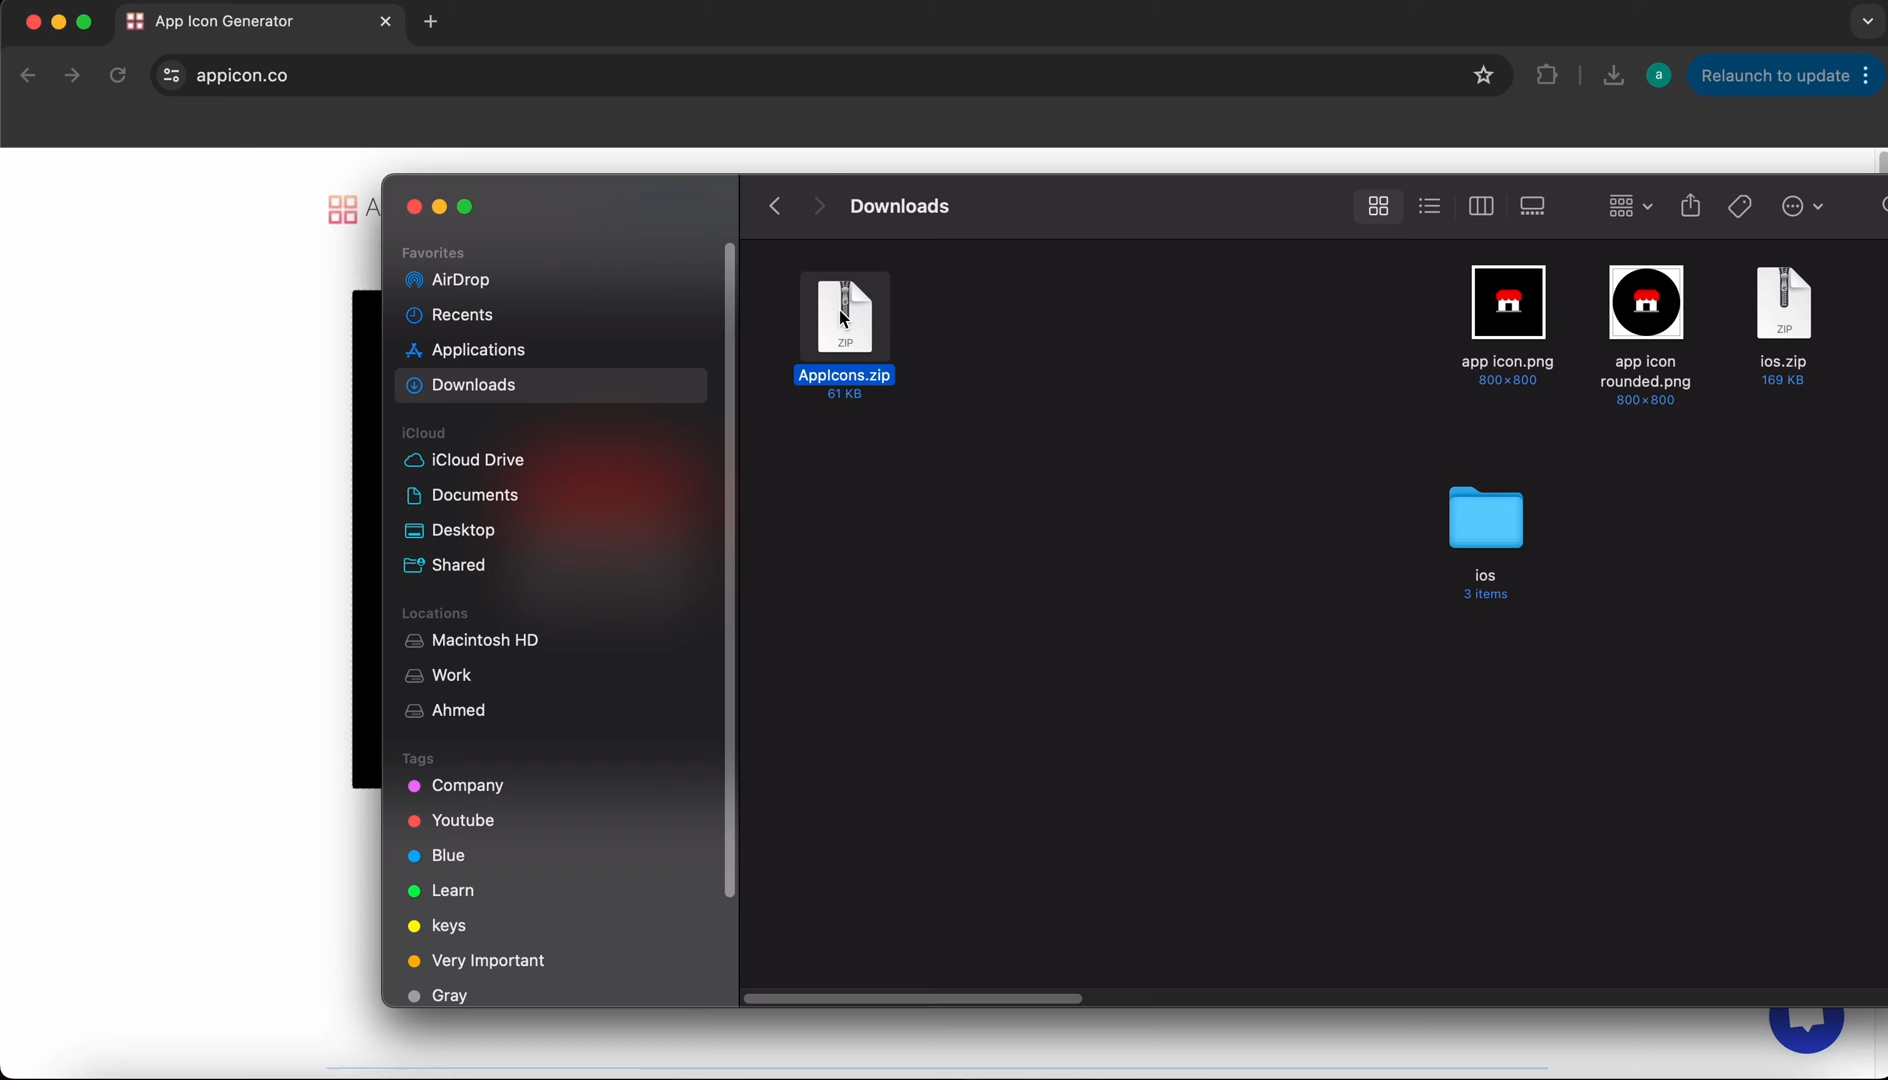 App Icon Generator
appicon.co
a
Relaunch to update
A
Downloads
Favorites
AirDrop
Recents
Applications
Downloads
iCloud
iCloud Drive
Documents
Desktop
Shared
Locations
Macintosh HD
Work
Ahmed
Tags
Company
Youtube
Blue
Learn
keys
Very Important
Gray
ZIP
AppIcons.zip
61 KB
app icon.png
800×800
app icon
rounded.png
800×800
ZIP
ios.zip
169 KB
ios
3 items